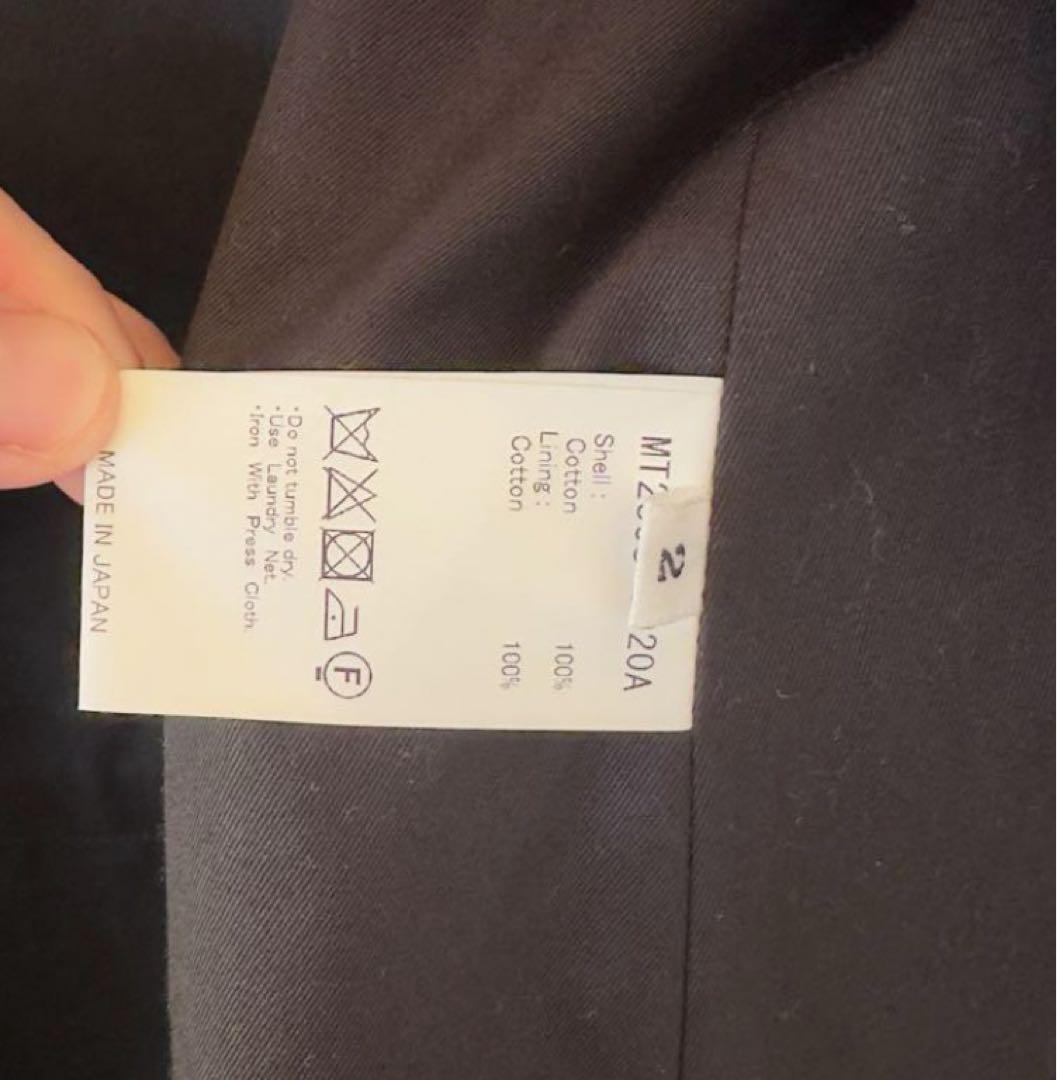 2
20A
Shell:
Cotton 100%
Lining:
Cotton 100%
F
·Do not tumble dry.
·Use Laundry Net.
·Iron With Press Cloth.
MADE IN JAPAN